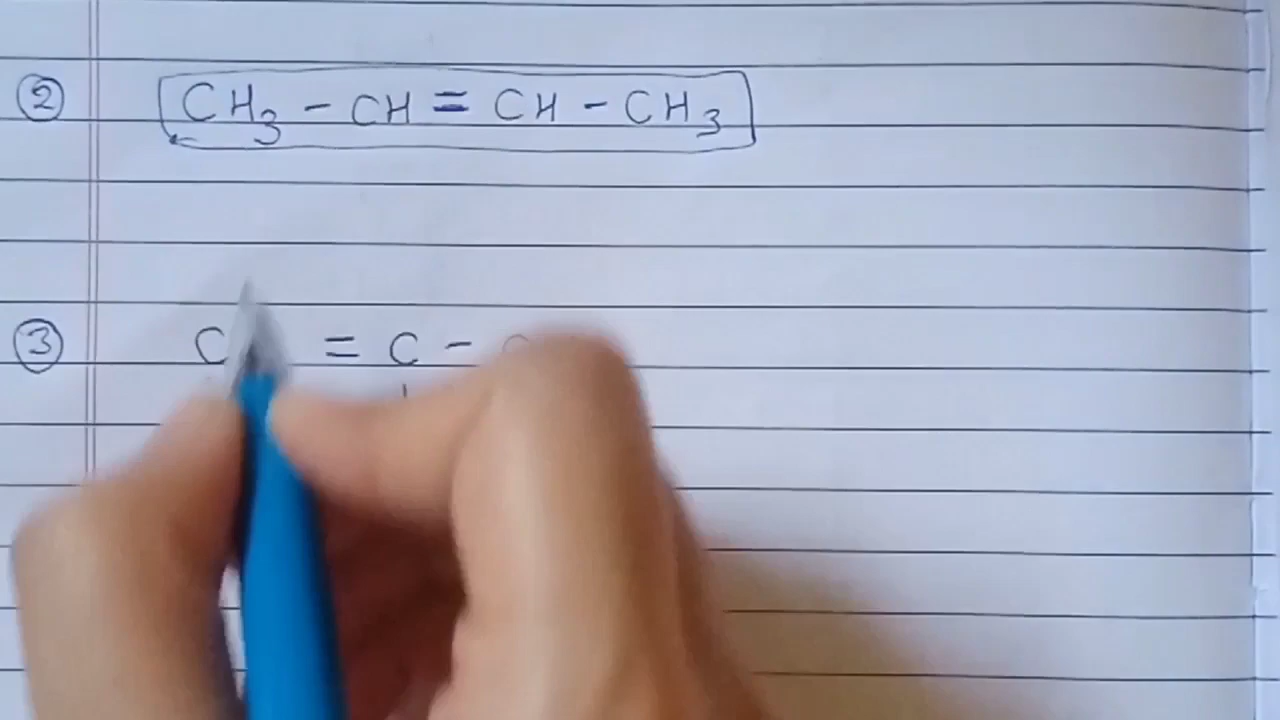 ② CH₃ - CH = CH - CH₃
③ C = C -